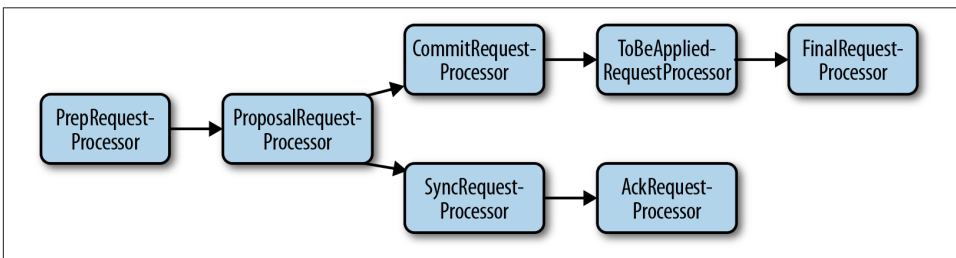 PrepRequest-
Processor
ProposalRequest-
Processor
CommitRequest-
Processor
ToBeApplied-
RequestProcessor
FinalRequest-
Processor
SyncRequest-
Processor
AckRequest-
Processor